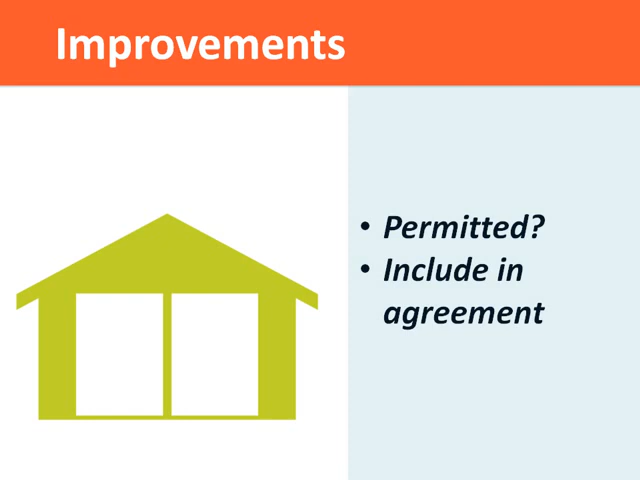 Improvements
• Permitted?
• Include in
agreement